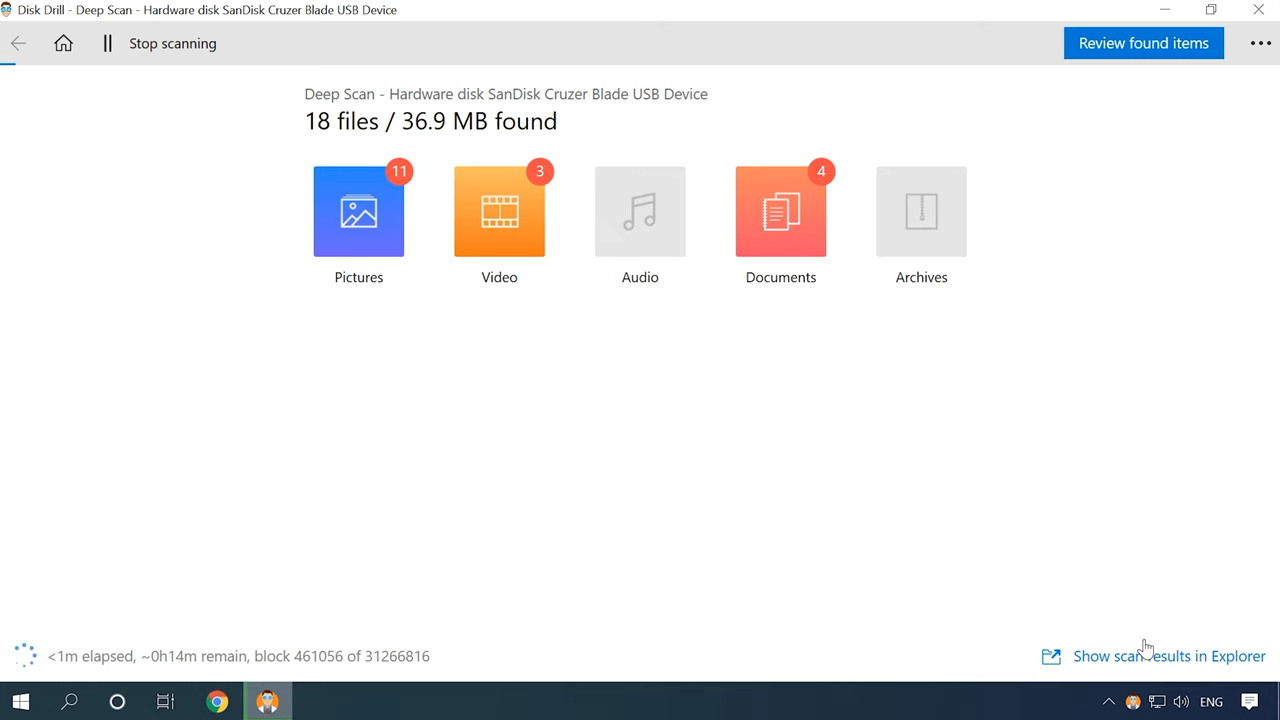 Disk Drill - Deep Scan - Hardware disk SanDisk Cruzer Blade USB Device
Stop scanning
Review found items
Deep Scan - Hardware disk SanDisk Cruzer Blade USB Device
18 files / 36.9 MB found
11
3
4
Pictures
Video
Audio
Documents
Archives
<1m elapsed, ~0h14m remain, block 461056 of 31266816
Show scan results in Explorer
ENG